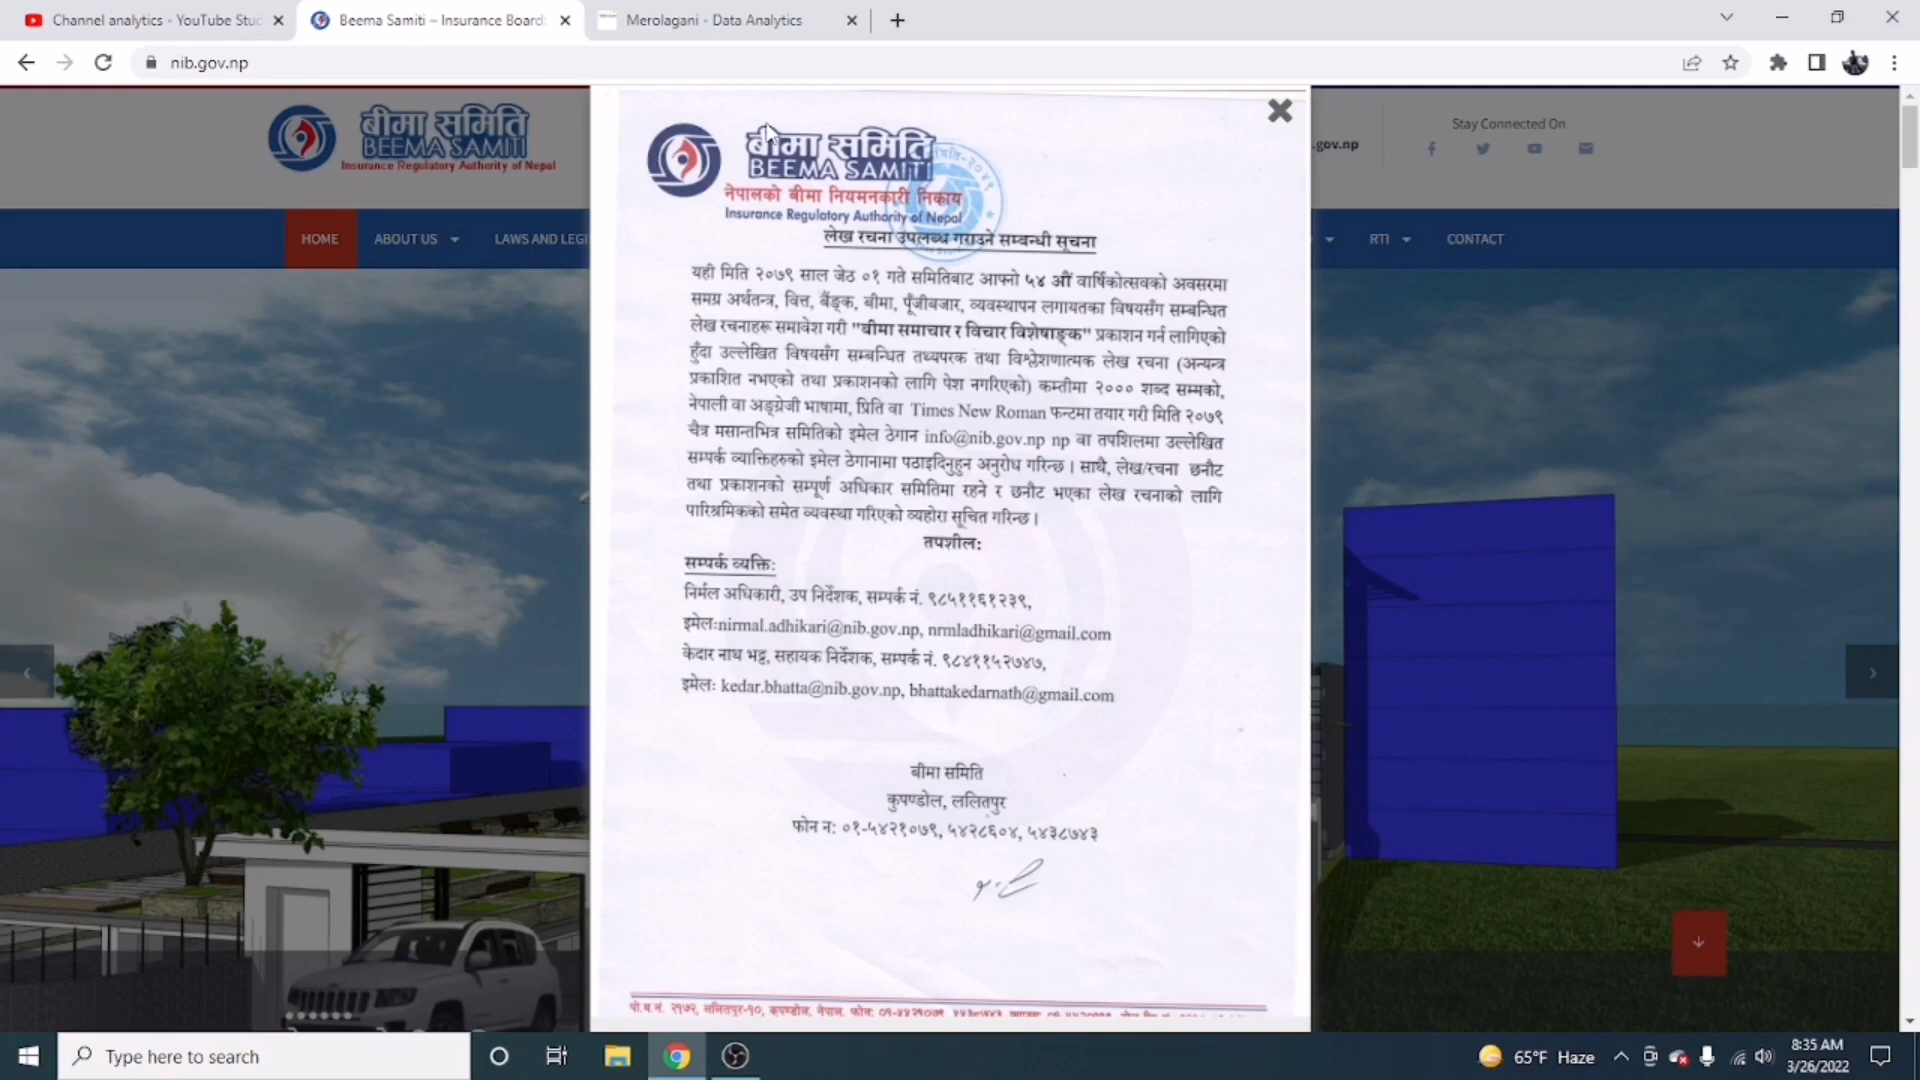 Channel analytics - YouTube Stud
Beema Samiti – Insurance Board
Merolagani - Data Analytics
nib.gov.np
बीमा समिति
BEEMA SAMITI
Insurance Regulatory Authority of Nepal
.gov.np
Stay Connected On
HOME
ABOUT US
LAWS AND LEGI
RTI
CONTACT
बीमा समिति
BEEMA SAMITI
नेपालको बीमा नियमनकारी निकाय
Insurance Regulatory Authority of Nepal
लेख रचना उपलब्ध गराउने सम्बन्धी सूचना
यही मिति २०७९ साल जेठ ०१ गते समितिबाट आफ्नो ५४ औं वार्षिकोत्सवको अवसरमा
समग्र अर्थतन्त्र, वित्त, बैंङ्क, बीमा, पूँजीबजार, व्यवस्थापन लगायतका विषयसँग सम्बन्धित
लेख रचनाहरू समावेश गरी "बीमा समाचार र विचार विशेषाङ्क" प्रकाशन गर्न लागिएको
हुँदा उल्लेखित विषयसँग सम्बन्धित तथ्यपरक तथा विश्लेशणात्मक लेख रचना (अन्यन्त्र
प्रकाशित नभएको तथा प्रकाशनको लागि पेश नगरिएको) कम्तीमा २००० शब्द सम्मको,
नेपाली वा अङ्ग्रेजी भाषामा, प्रिति वा Times New Roman फन्टमा तयार गरी मिति २०७९
चैत्र मसान्तभित्र समितिको इमेल ठेगान info@nib.gov.np np वा तपशिलमा उल्लेखित
सम्पर्क व्याक्तिहरुको इमेल ठेगानामा पठाइदिनुहुन अनुरोध गरिन्छ । साथै, लेख/रचना छनौट
तथा प्रकाशनको सम्पूर्ण अधिकार समितिमा रहने र छनौट भएका लेख रचनाको लागि
पारिश्रमिकको समेत व्यवस्था गरिएको व्यहोरा सूचित गरिन्छ ।
तपशील:
सम्पर्क व्यक्ति:
निर्मल अधिकारी, उप निर्देशक, सम्पर्क नं. ९८५११६१२३९,
इमेल:nirmal.adhikari@nib.gov.np, nrmladhikari@gmail.com
केदार नाथ भट्ट, सहायक निर्देशक, सम्पर्क नं. ९८४११५२७४७,
इमेल: kedar.bhatta@nib.gov.np, bhattakedarnath@gmail.com
बीमा समिति
कुपण्डोल, ललितपुर
फोन न: ०१-५४२१०७९, ५४२८६०४, ५४३८७४३
Type here to search
65°F Haze
8:35 AM
3/26/2022